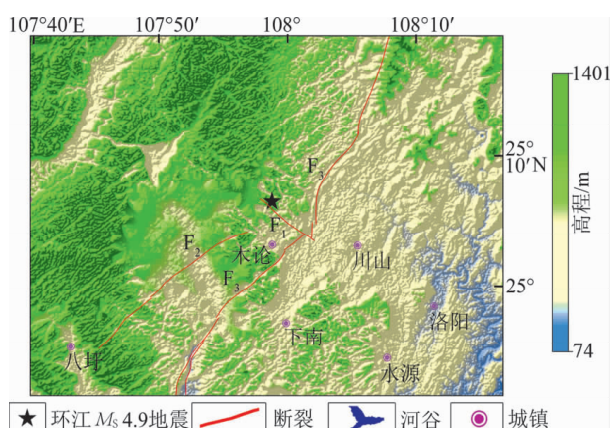 107°40′E 107°50′ 108° 108°10′
1401
25°
10′N
F₃
F₁
木论
川山
F₂
F₃
高程/m
25°
洛阳
下南
八圩
水源
74
环江 Mₛ 4.9地震 断裂 河谷 城镇